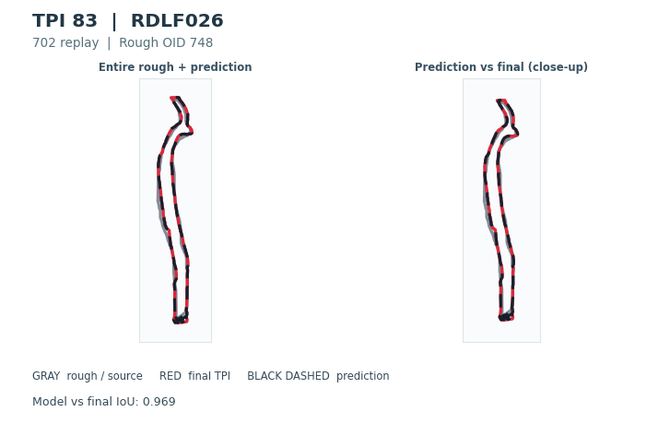 TPI 83 | RDLF026
702 replay | Rough OID 748
Entire rough + prediction
Prediction vs final (close-up)
GRAY rough / source RED final TPI BLACK DASHED prediction
Model vs final IoU: 0.969